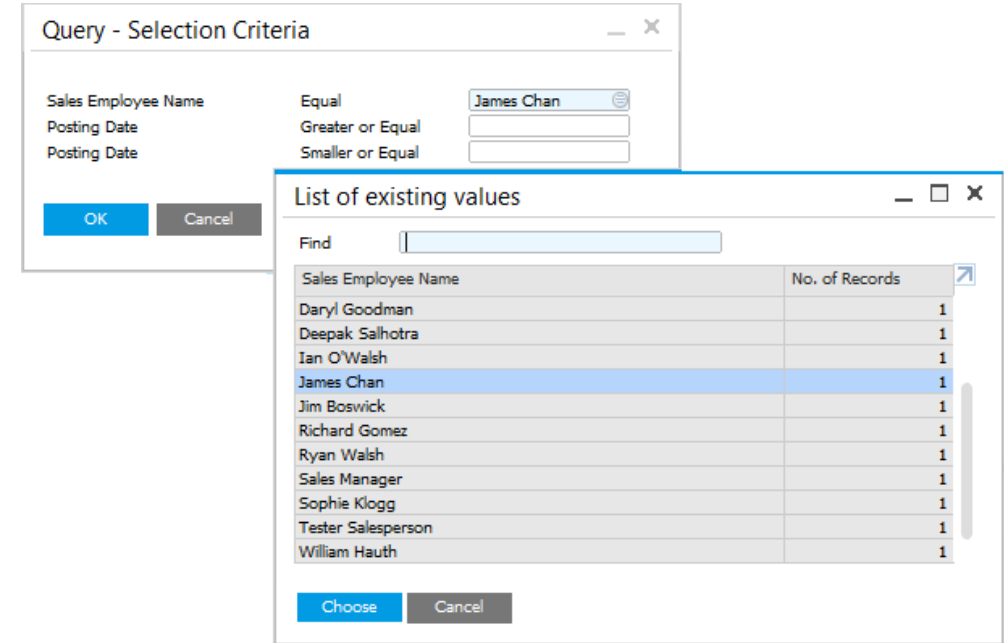 Query - Selection Criteria
Sales Employee Name Equal James Chan
Posting Date Greater or Equal
Posting Date Smaller or Equal
OK Cancel
List of existing values
Find
Sales Employee Name No. of Records
Daryl Goodman 1
Deepak Salhotra 1
Ian O'Walsh 1
James Chan 1
Jim Boswick 1
Richard Gomez 1
Ryan Walsh 1
Sales Manager 1
Sophie Klogg 1
Tester Salesperson 1
William Hauth 1
Choose Cancel